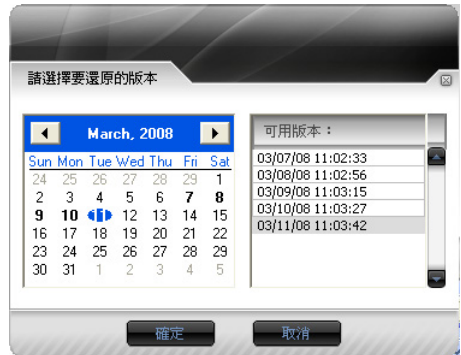 請選擇要還原的版本
March, 2008
Sun Mon Tue Wed Thu Fri Sat
24 25 26 27 28 29 1
2 3 4 5 6 7 8
9 10 11 12 13 14 15
16 17 18 19 20 21 22
23 24 25 26 27 28 29
30 31 1 2 3 4 5
可用版本：
03/07/08 11:02:33
03/08/08 11:02:56
03/09/08 11:03:15
03/10/08 11:03:27
03/11/08 11:03:42
確定
取消